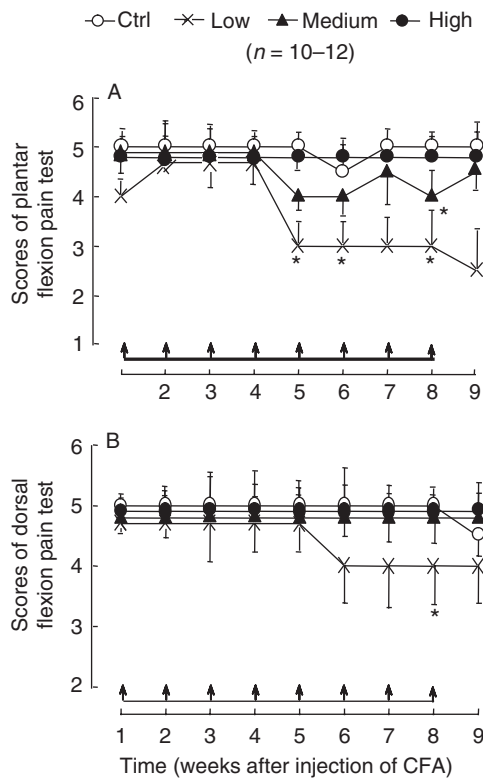 Ctrl Low Medium High
(n = 10–12)
A
Scores of plantar
flexion pain test
6
5
4
3
2
1
*
*
*
*
2 3 4 5 6 7 8 9
B
Scores of dorsal
flexion pain test
6
5
4
3
2
*
1 2 3 4 5 6 7 8 9
Time (weeks after injection of CFA)